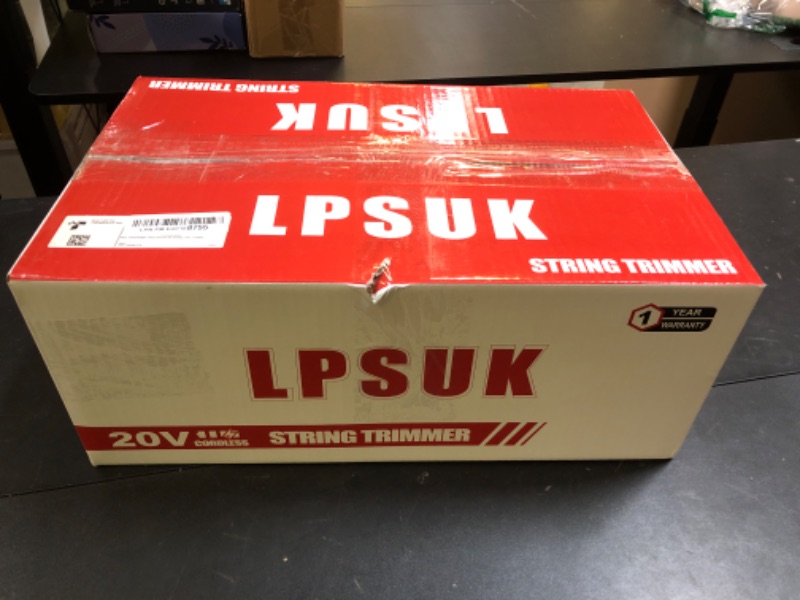 STRING TRIMMER
LPSUK
LPSUK
STRING TRIMMER
1 YEAR
WARRANTY
LPSUK
20V CORDLESS STRING TRIMMER